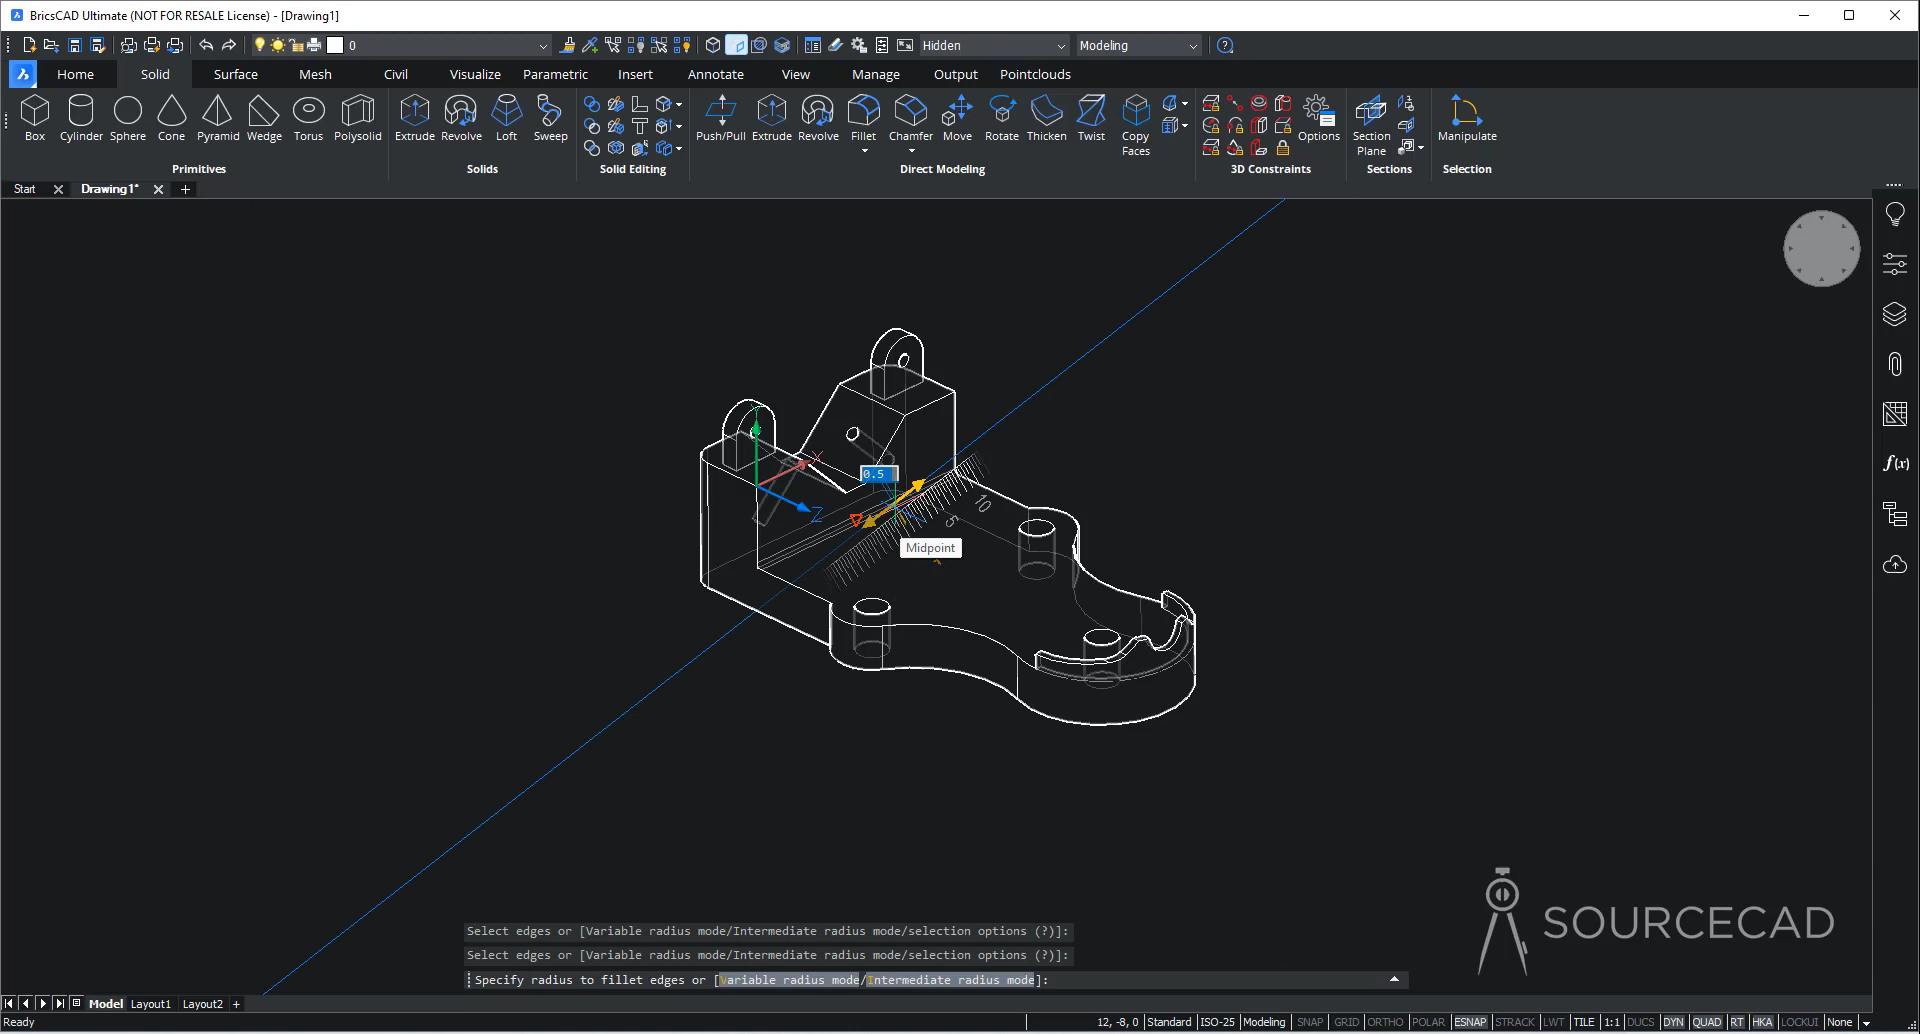 BricsCAD Ultimate (NOT FOR RESALE License) - [Drawing1]
0 Hidden Modeling
Home Solid Surface Mesh Civil Visualize Parametric Insert Annotate View Manage Output Pointclouds
Box Cylinder Sphere Cone Pyramid Wedge Torus Polysolid Extrude Revolve Loft Sweep Push/Pull Extrude Revolve Fillet Chamfer Move Rotate Thicken Twist Copy Faces Options Section Plane Manipulate
Primitives Solids Solid Editing Direct Modeling 3D Constraints Sections Selection
Start Drawing1*
f(x)
Y
X
0.5
Z
10
5
Midpoint
SOURCECAD
Select edges or [Variable radius mode/Intermediate radius mode/selection options (?)]:
Select edges or [Variable radius mode/Intermediate radius mode/selection options (?)]:
Specify radius to fillet edges or [Variable radius mode/Intermediate radius mode]:
Model Layout1 Layout2 +
Ready 12, -8, 0 Standard ISO-25 Modeling SNAP GRID ORTHO POLAR ESNAP STRACK LWT TILE 1:1 DUCS DYN QUAD RT HKA LOCKUI None